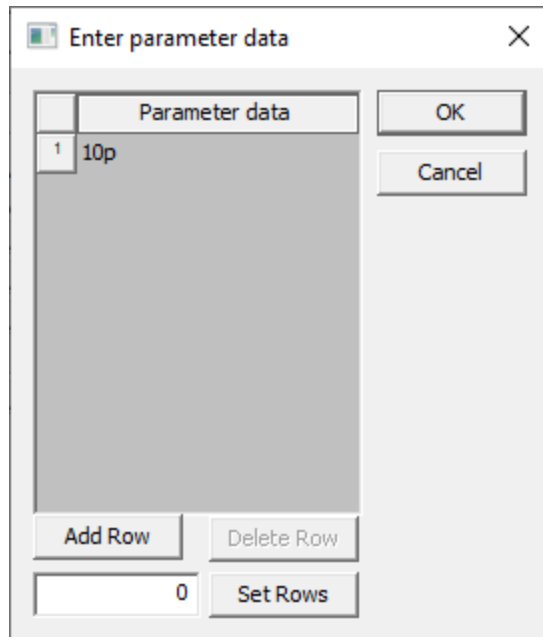 Enter parameter data
Parameter data
OK
1 10p
Cancel
Add Row
Delete Row
0
Set Rows